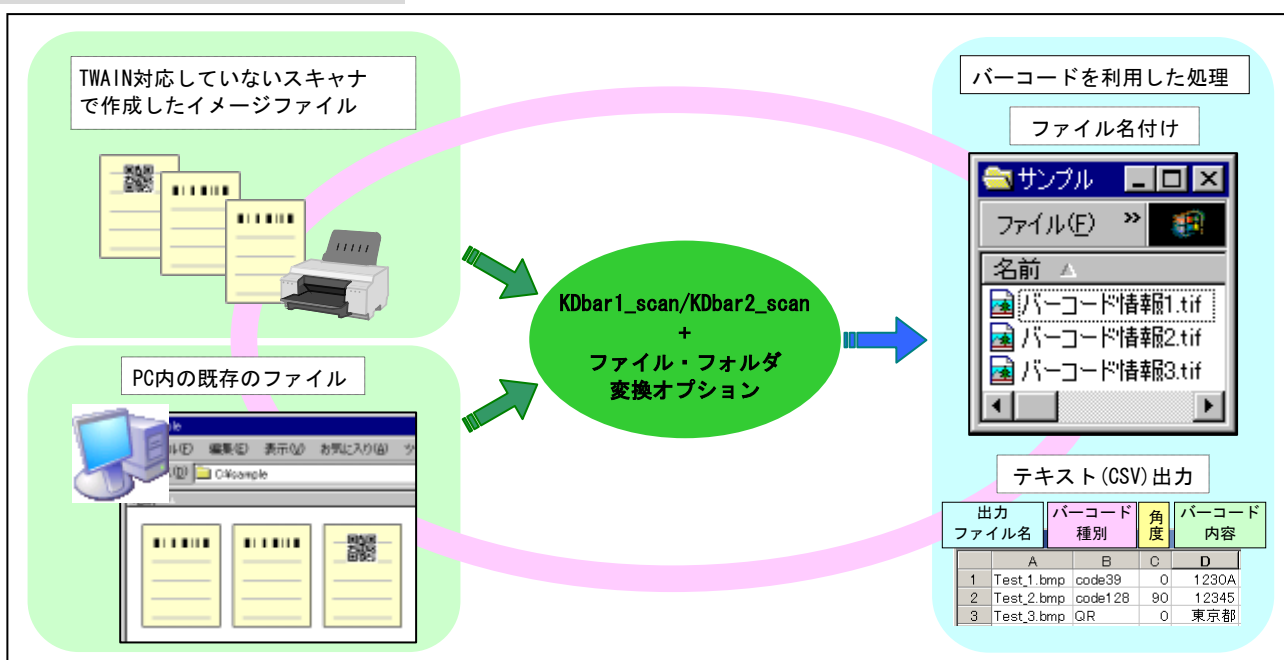 TWAIN対応していないスキャナ
で作成したイメージファイル
PC内の既存のファイル
編集(E) 表示(V) お気に入り(A)
C:¥sample
KDbar1_scan/KDbar2_scan
+
ファイル・フォルダ
変換オプション
バーコードを利用した処理
ファイル名付け
サンプル
ファイル(F) »
名前
バーコード情報1.tif
バーコード情報2.tif
バーコード情報3.tif
テキスト(CSV)出力
出力
ファイル名
バーコード
種別
角
度
バーコード
内容
A B C D
1 Test_1.bmp code39 0 1230A
2 Test_2.bmp code128 90 12345
3 Test_3.bmp QR 0 東京都